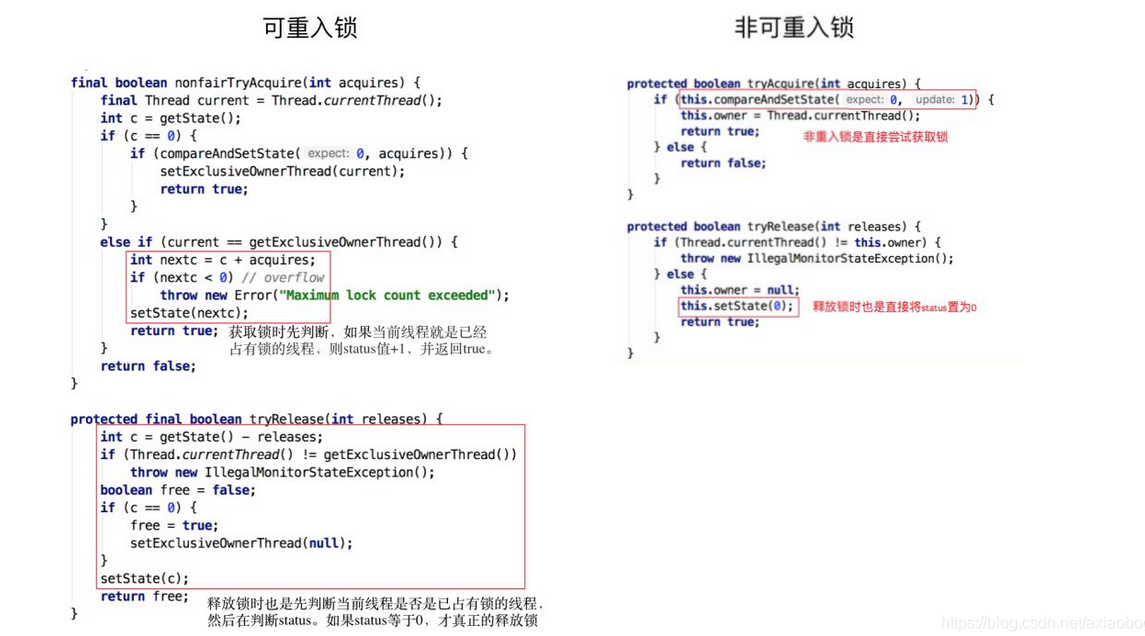 可重入锁
final boolean nonfairTryAcquire(int acquires) {
final Thread current = Thread.currentThread();
int c = getState();
if (c == 0) {
if (compareAndSetState( expect: 0, acquires)) {
setExclusiveOwnerThread(current);
return true;
}
}
else if (current == getExclusiveOwnerThread()) {
int nextc = c + acquires;
if (nextc < 0) // overflow
throw new Error("Maximum lock count exceeded");
setState(nextc);
return true; 获取锁时先判断，如果当前线程就是已经
占有锁的线程，则status值+1，并返回true。
}
return false;
}
protected final boolean tryRelease(int releases) {
int c = getState() - releases;
if (Thread.currentThread() != getExclusiveOwnerThread())
throw new IllegalMonitorStateException();
boolean free = false;
if (c == 0) {
free = true;
setExclusiveOwnerThread(null);
}
setState(c);
return free;
释放锁时也是先判断当前线程是否是已占有锁的线程，
然后在判断status。如果status等于0，才真正的释放锁
}
非可重入锁
protected boolean tryAcquire(int acquires) {
if (this.compareAndSetState( expect: 0, update: 1)) {
this.owner = Thread.currentThread();
return true;
非重入锁是直接尝试获取锁
} else {
return false;
}
}
protected boolean tryRelease(int releases) {
if (Thread.currentThread() != this.owner) {
throw new IllegalMonitorStateException();
} else {
this.owner = null;
this.setState(0); 释放锁时也是直接将status置为0
return true;
}
}
https://blog.csdn.net/axiaobo